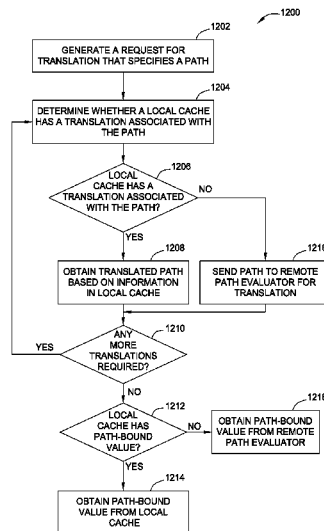 1200
1202
GENERATE A REQUEST FOR
TRANSLATION THAT SPECIFIES A PATH
1204
DETERMINE WHETHER A LOCAL CACHE
HAS A TRANSLATION ASSOCIATED WITH
THE PATH
1206
LOCAL
CACHE HAS A
TRANSLATION ASSOCIATED
WITH THE PATH?
NO
YES
1208
OBTAIN TRANSLATED PATH
BASED ON INFORMATION
IN LOCAL CACHE
1216
SEND PATH TO REMOTE
PATH EVALUATOR FOR
TRANSLATION
1210
ANY
MORE
TRANSLATIONS
REQUIRED?
YES
NO
1212
LOCAL
CACHE HAS
PATH-BOUND
VALUE?
NO
1218
OBTAIN PATH-BOUND
VALUE FROM REMOTE
PATH EVALUATOR
YES
1214
OBTAIN PATH-BOUND
VALUE FROM LOCAL
CACHE